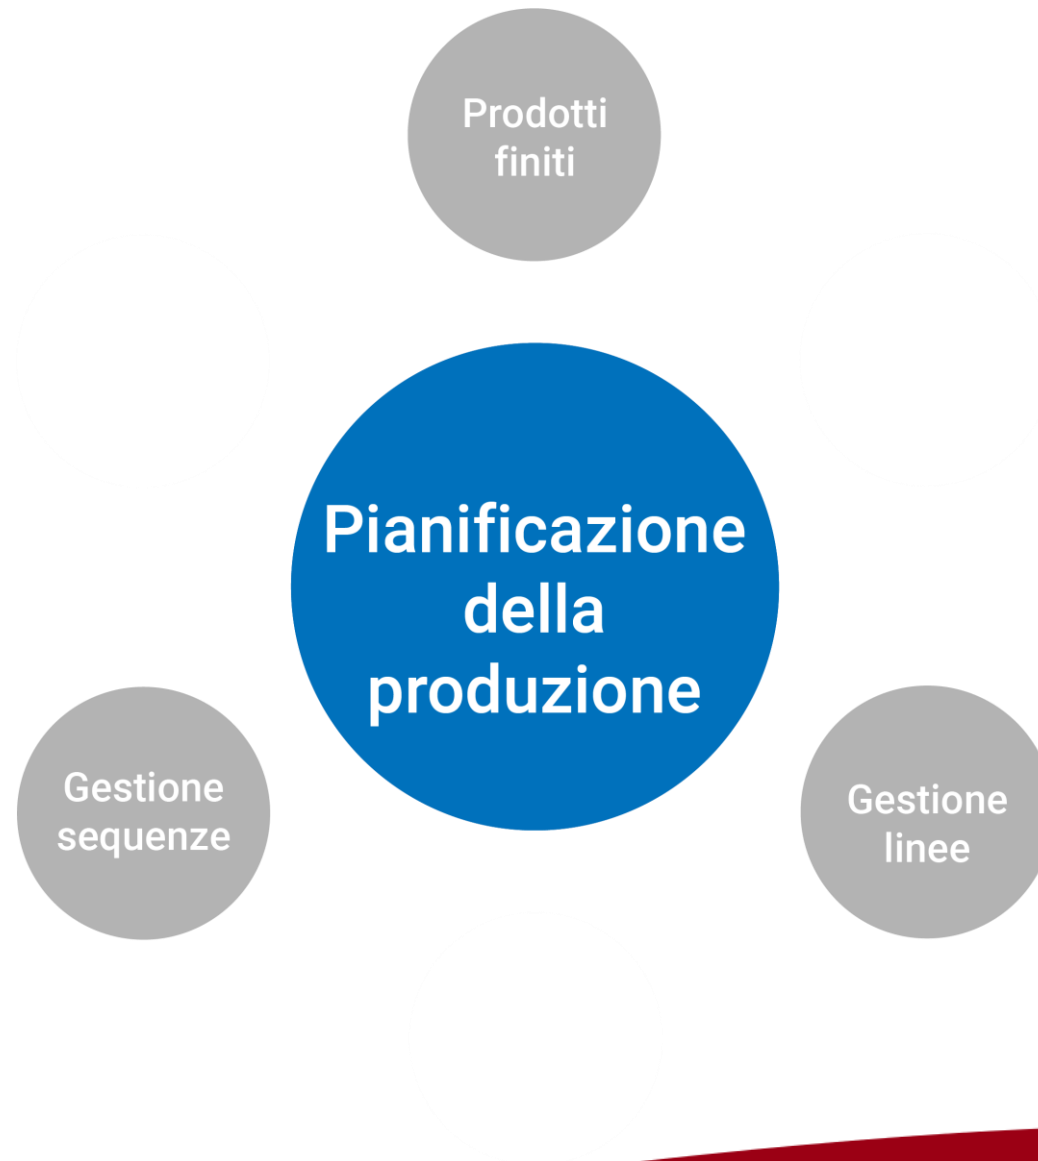 Prodotti
finiti
Pianificazione
della
produzione
Gestione
sequenze
Gestione
linee